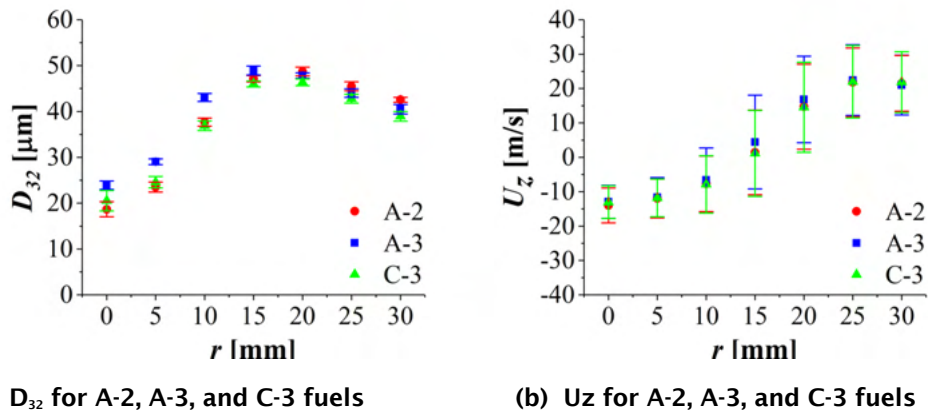 60
50
40
30
20
10
0
D₃₂ [µm]
A-2
A-3
C-3
0 5 10 15 20 25 30
r [mm]
40
30
20
10
0
-10
-20
-30
-40
U_z [m/s]
A-2
A-3
C-3
0 5 10 15 20 25 30
r [mm]
D₃₂ for A-2, A-3, and C-3 fuels
(b) Uz for A-2, A-3, and C-3 fuels